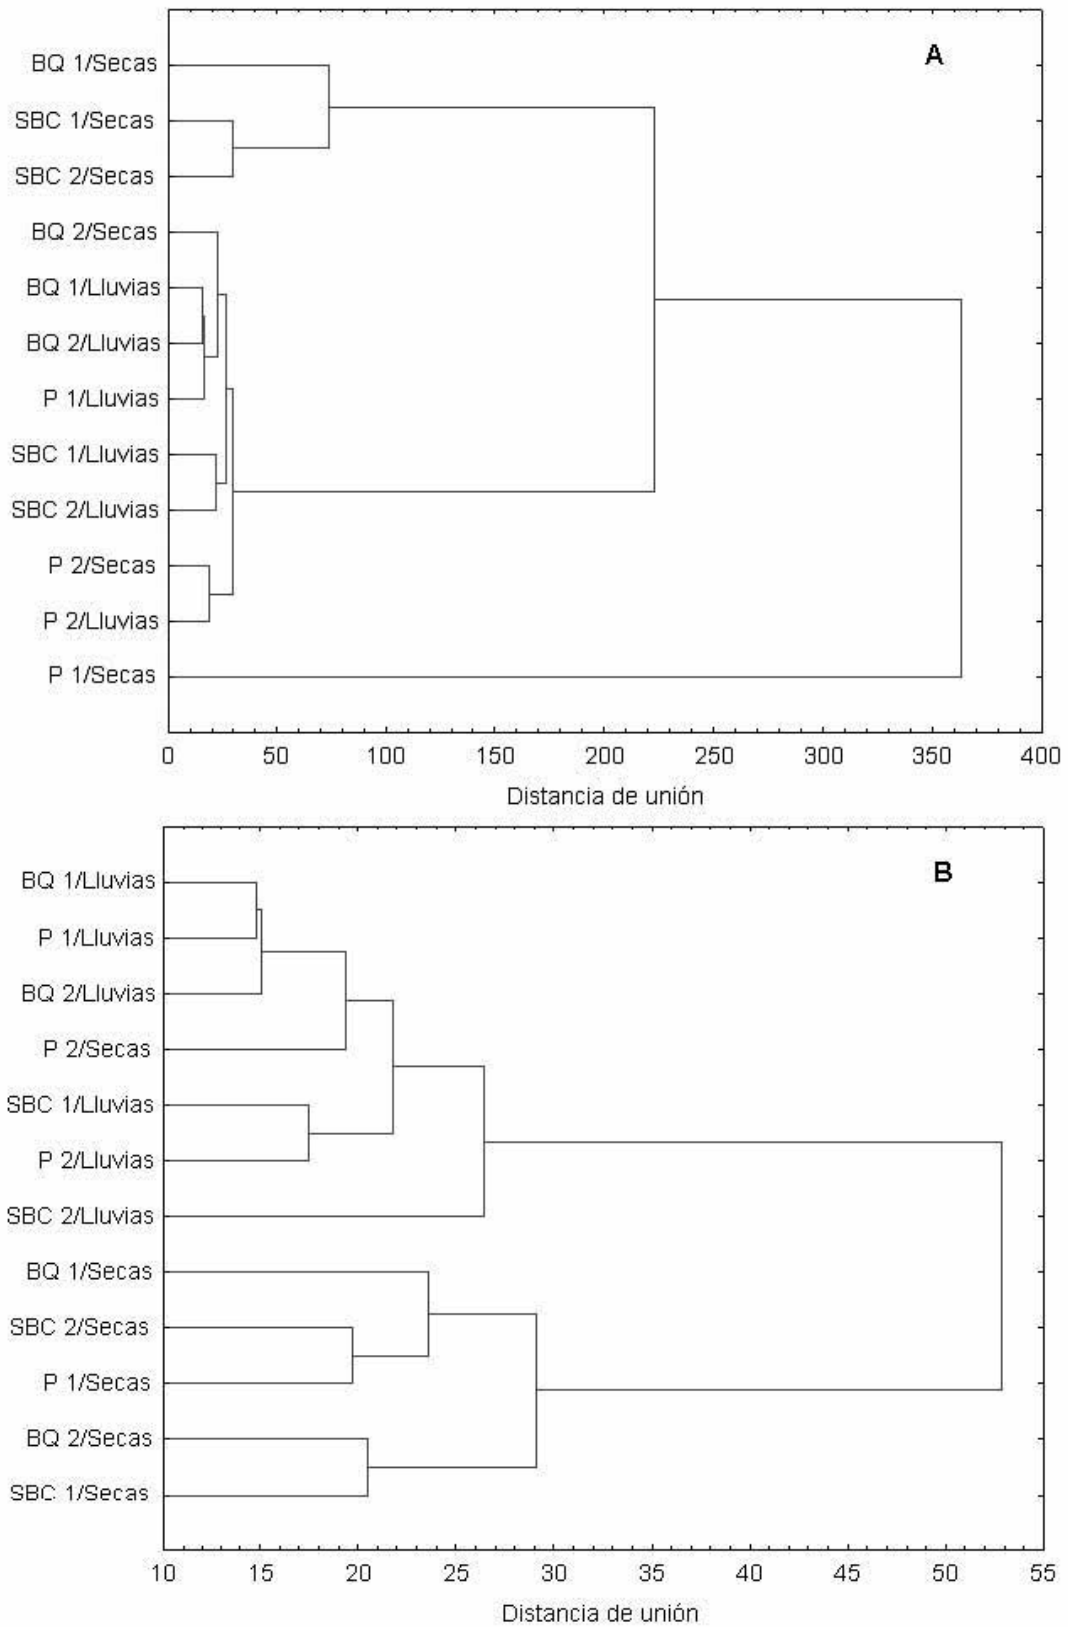 A
BQ 1/Secas
SBC 1/Secas
SBC 2/Secas
BQ 2/Secas
BQ 1/Lluvias
BQ 2/Lluvias
P 1/Lluvias
SBC 1/Lluvias
SBC 2/Lluvias
P 2/Secas
P 2/Lluvias
P 1/Secas
0 50 100 150 200 250 300 350 400
Distancia de unión
B
BQ 1/Lluvias
P 1/Lluvias
BQ 2/Lluvias
P 2/Secas
SBC 1/Lluvias
P 2/Lluvias
SBC 2/Lluvias
BQ 1/Secas
SBC 2/Secas
P 1/Secas
BQ 2/Secas
SBC 1/Secas
10 15 20 25 30 35 40 45 50 55
Distancia de unión